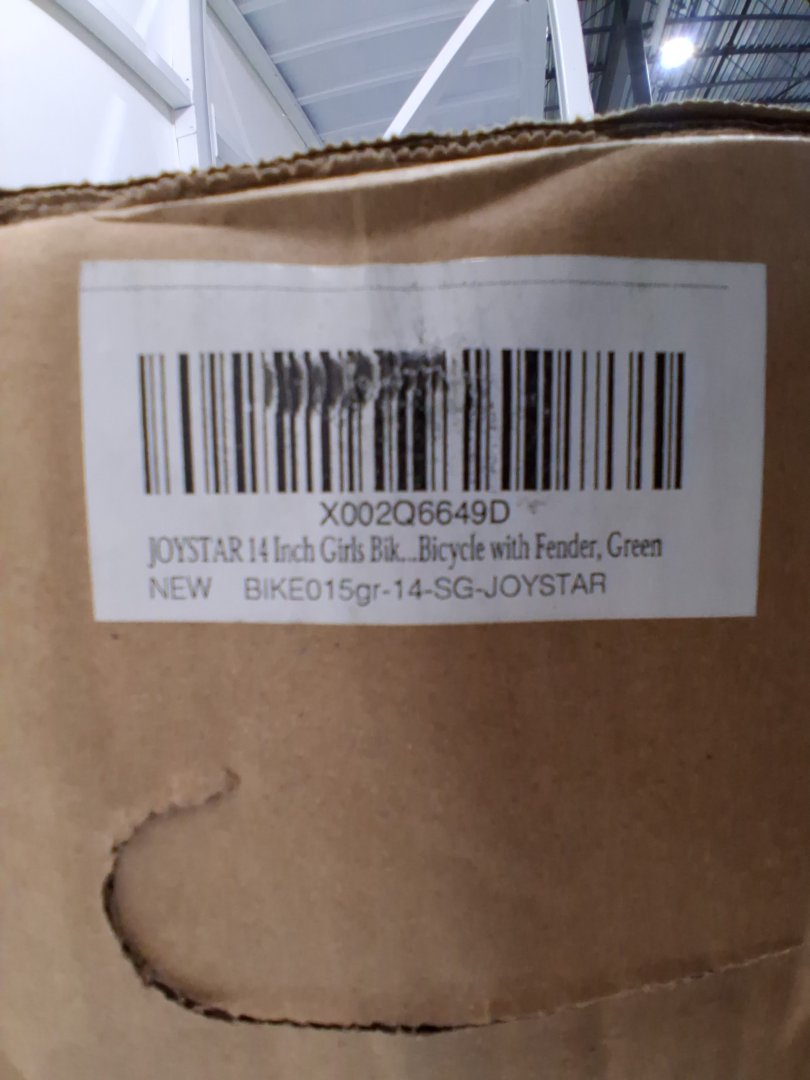 X002Q6649D
JOYSTAR 14 Inch Girls Bik...Bicycle with Fender, Green
NEW BIKE015gr-14-SG-JOYSTAR